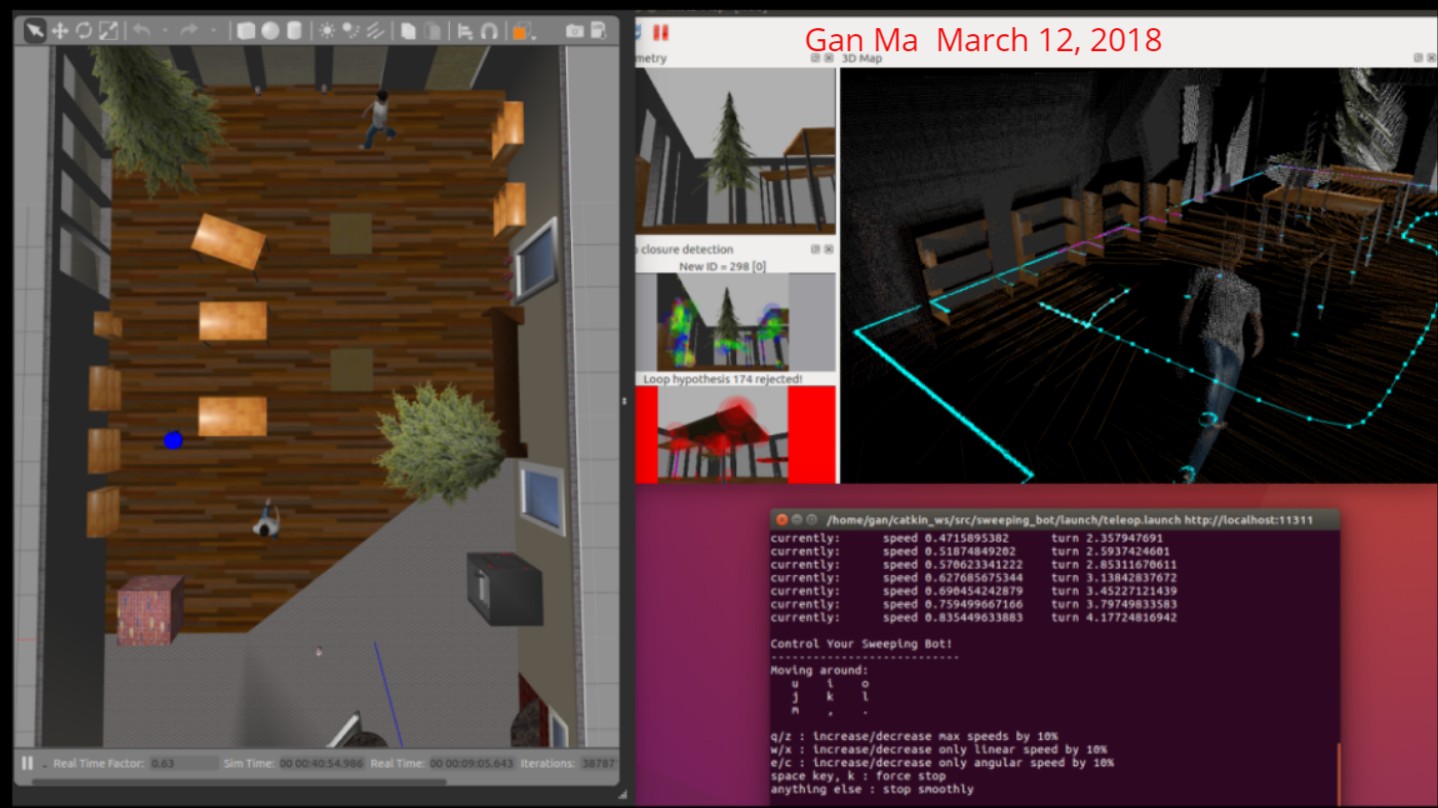 Gan Ma March 12, 2018
metry
3D Map
closure detection
New ID = 298 [0]
Loop hypothesis 174 rejected!
/home/gan/catkin_ws/src/sweeping_bot/launch/teleop.launch http://localhost:11311
currently: speed 0.4715895382 turn 2.357947691
currently: speed 0.51874849202 turn 2.5937424601
currently: speed 0.570623341222 turn 2.85311670611
currently: speed 0.627685675344 turn 3.13842837672
currently: speed 0.690454242879 turn 3.45227121439
currently: speed 0.759499667166 turn 3.79749833583
currently: speed 0.835449633883 turn 4.17724816942
Control Your Sweeping Bot!
---------------------------
Moving around:
u i o
j k l
m , .
q/z : increase/decrease max speeds by 10%
w/x : increase/decrease only linear speed by 10%
e/c : increase/decrease only angular speed by 10%
space key, k : force stop
anything else : stop smoothly
Real Time Factor: 0.63 Sim Time: 00 00:40:54.986 Real Time: 00 00:09:05.643 Iterations: 38787